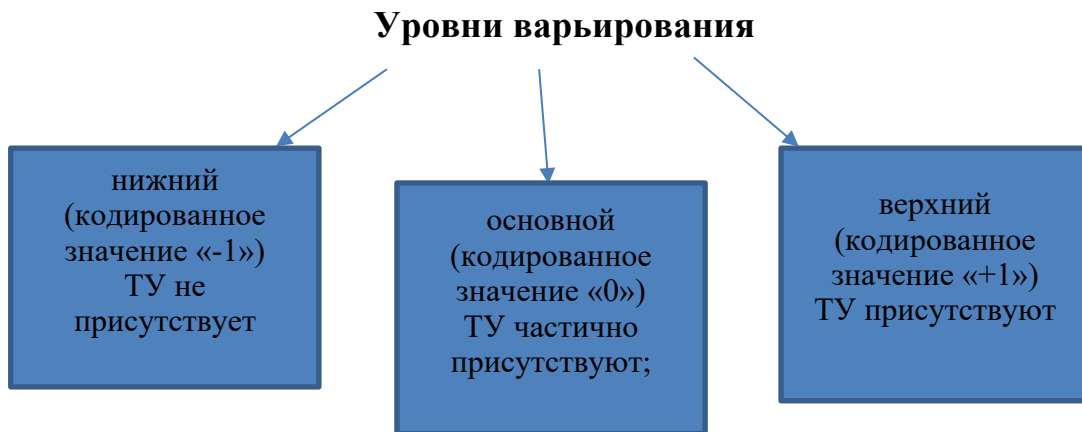 Уровни варьирования
нижний
(кодированное
значение «-1»)
ТУ не
присутствует
основной
(кодированное
значение «0»)
ТУ частично
присутствуют;
верхний
(кодированное
значение «+1»)
ТУ присутствуют